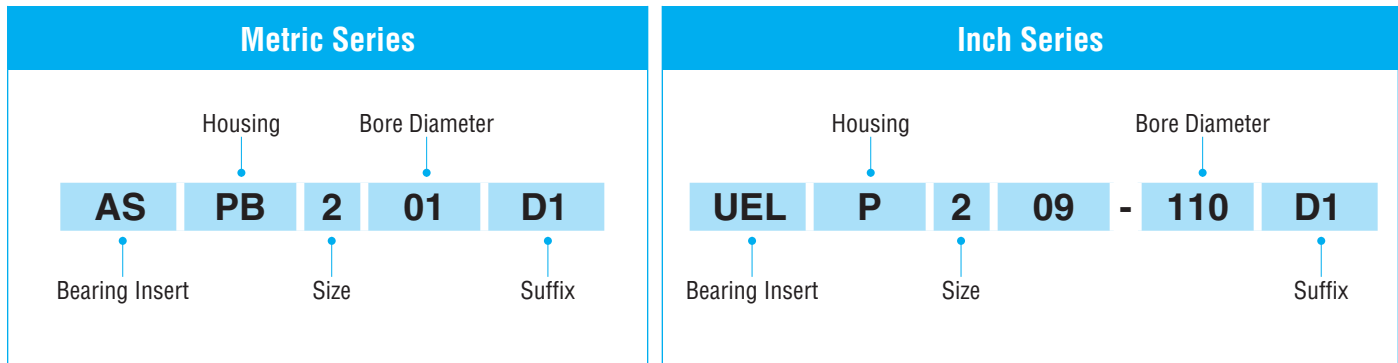 Metric Series
Housing Bore Diameter
AS PB 2 01 D1
Bearing Insert Size Suffix
Inch Series
Housing Bore Diameter
UEL P 2 09 - 110 D1
Bearing Insert Size Suffix